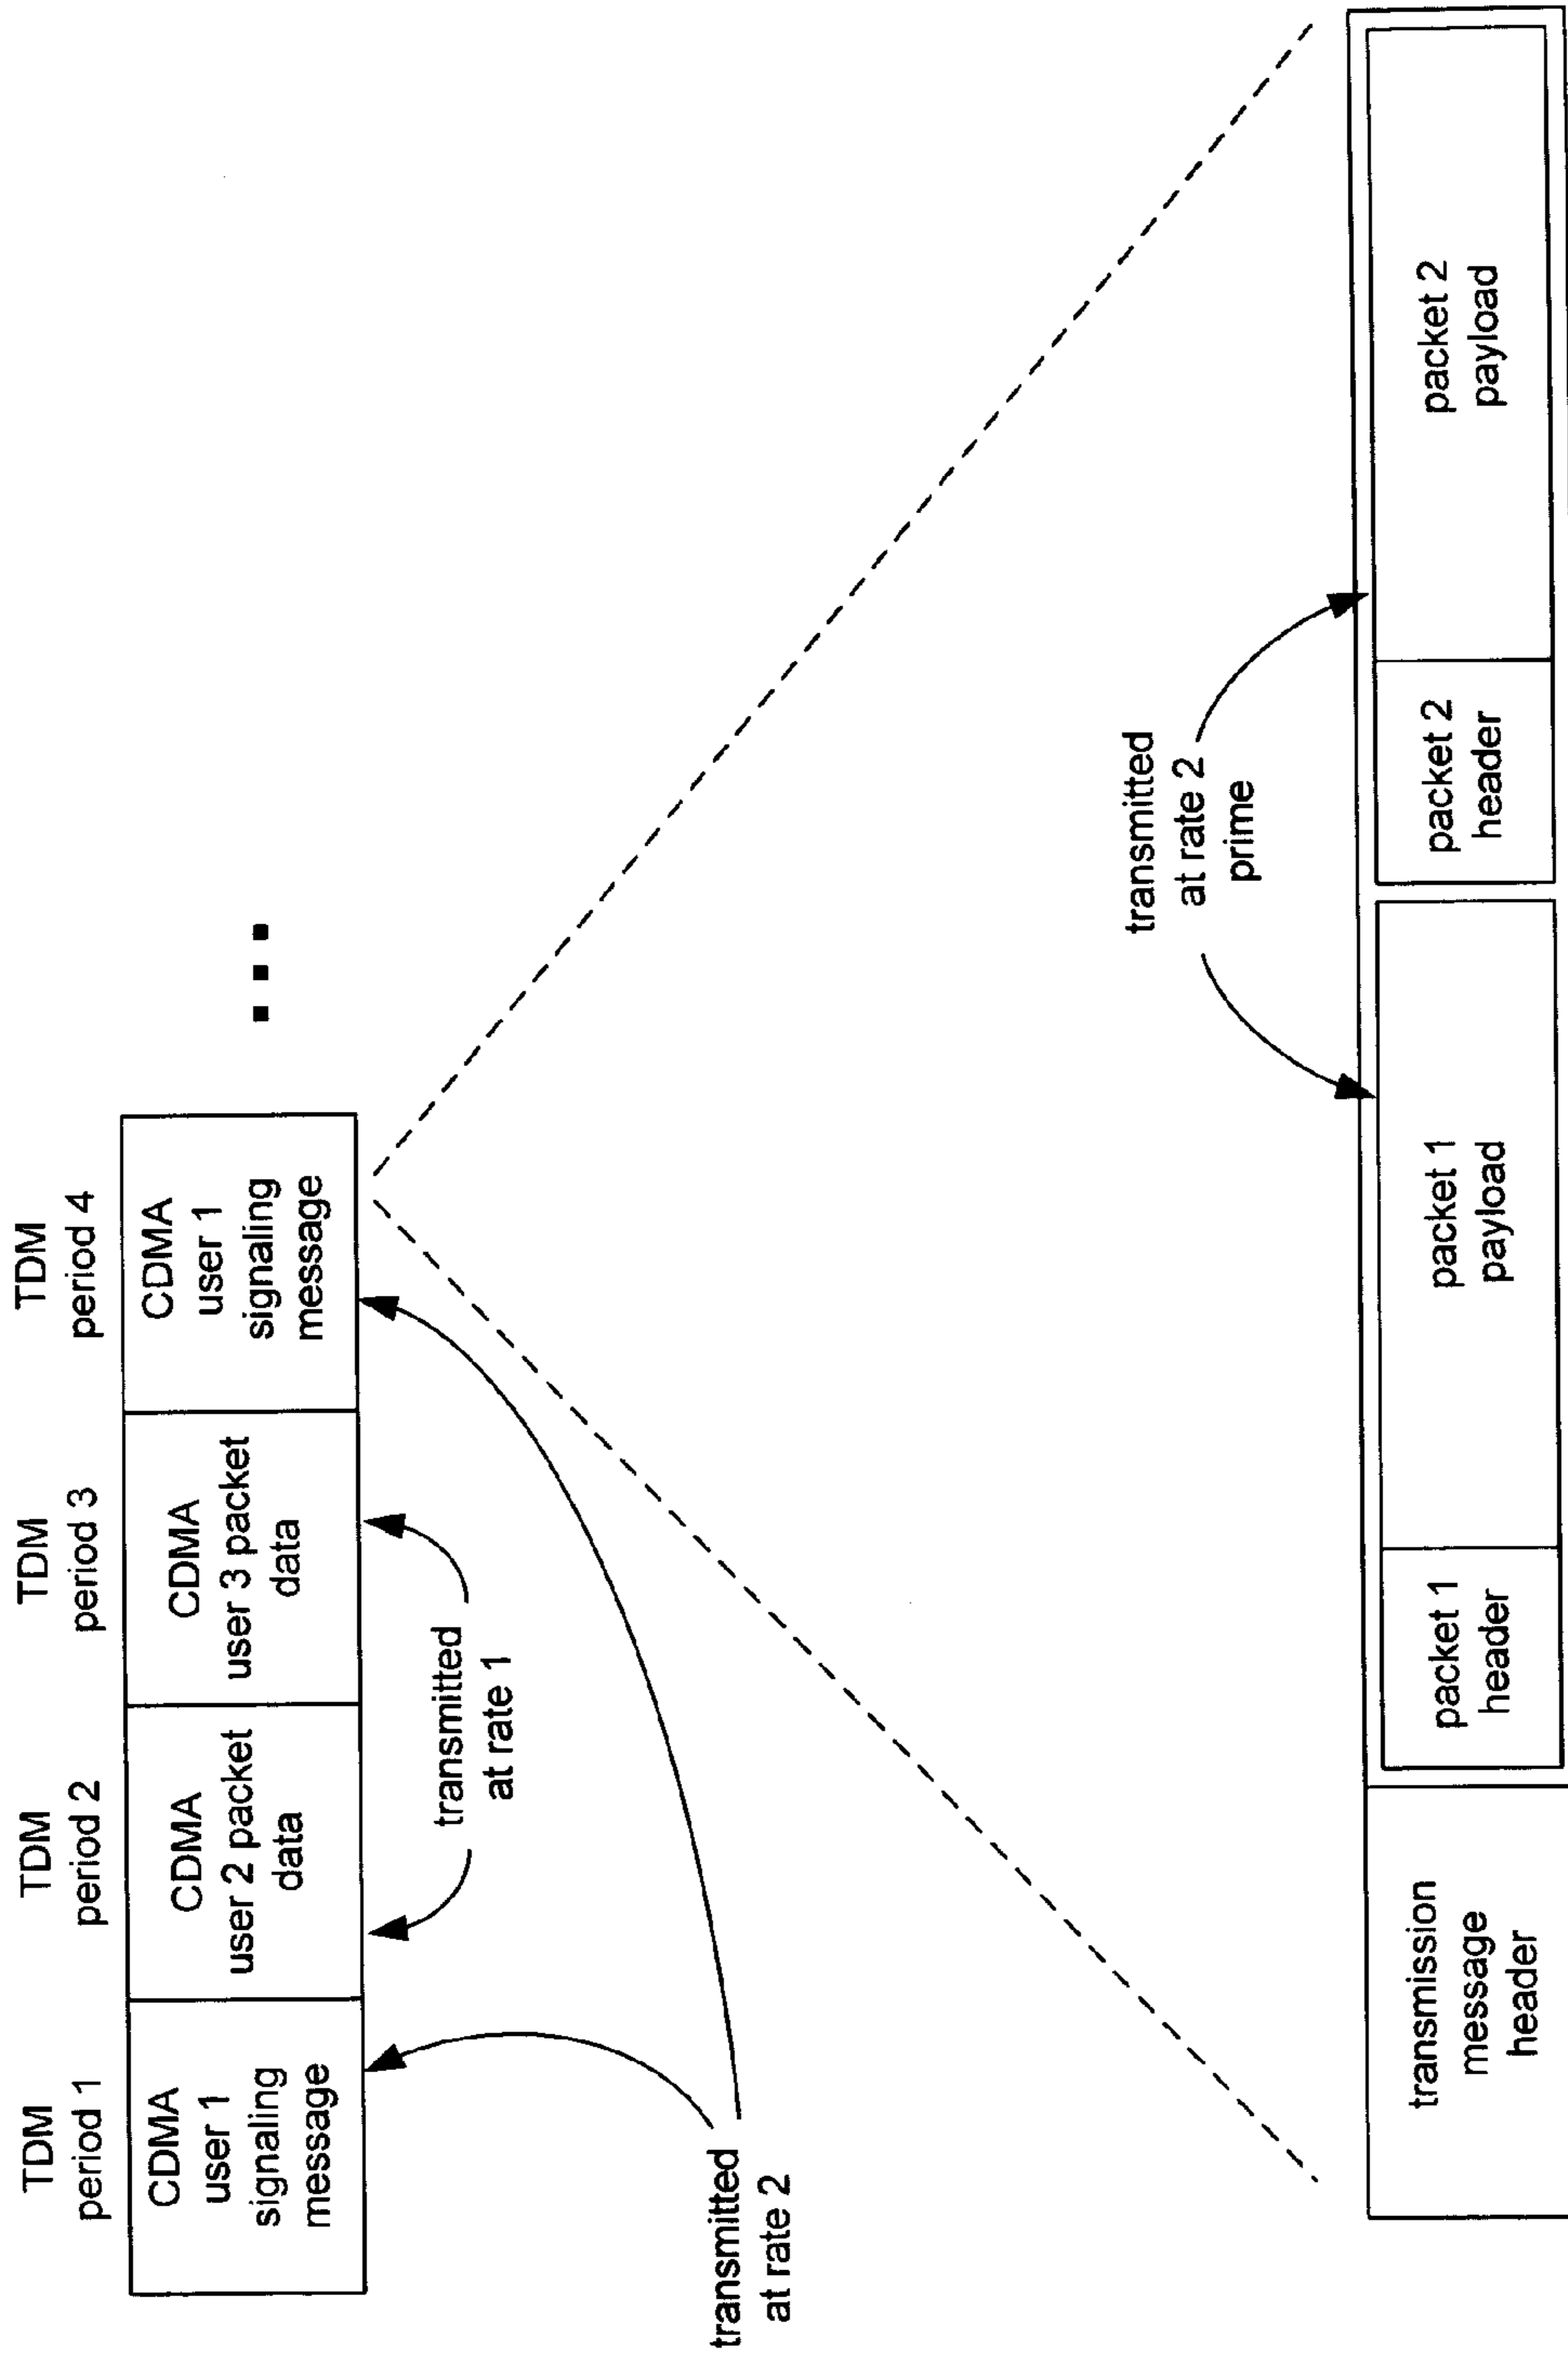 TDM
period 1
TDM
period 2
TDM
period 3
TDM
period 4
CDMA
user 1
signaling
message
CDMA
user 2 packet
data
CDMA
user 3 packet
data
CDMA
user 1
signaling
message
transmitted
at rate 1
transmitted
at rate 2
transmitted
at rate 2
prime
transmission
message
header
packet 1
header
packet 1
payload
packet 2
header
packet 2
payload